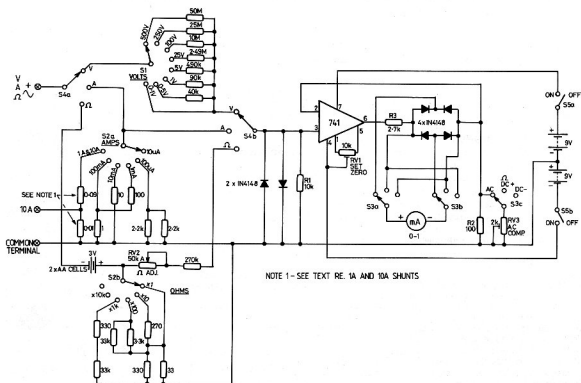 50M
25M
10M
2·49M
490k
90k
40k
500V
250V
100V
25V
5V
1V
0·5V
S1
VOLTS
V
A +
Ω ~
S4a
V
A
Ω
S2a
AMPS
10uA
1A&10A
100mA
10mA
1mA
100uA
SEE NOTE 1
0·09
10
100
10A
0·01
1
2·2k
2·2k
COMMON
TERMINAL
V
A
Ω
S4b
2 x IN4148
R1
10k
741
2
3
7
6
4
1
5
10k
RV1
SET
ZERO
R3
2·7k
4xIN4148
S3a
S3b
mA
0-1
AC
Ω
DC+
DC-
S3c
R2
100
2k
RV3
AC
COMP
ON
OFF
S5a
9V
9V
S5b
ON
OFF
3V
2xAA CELLS
RV2
50k
Ω ADJ.
270k
S2b
x1
OHMS
x10k
x1k
x100
x10
330
33k
3·3k
270
330
33
NOTE 1 - SEE TEXT RE. 1A AND 10A SHUNTS